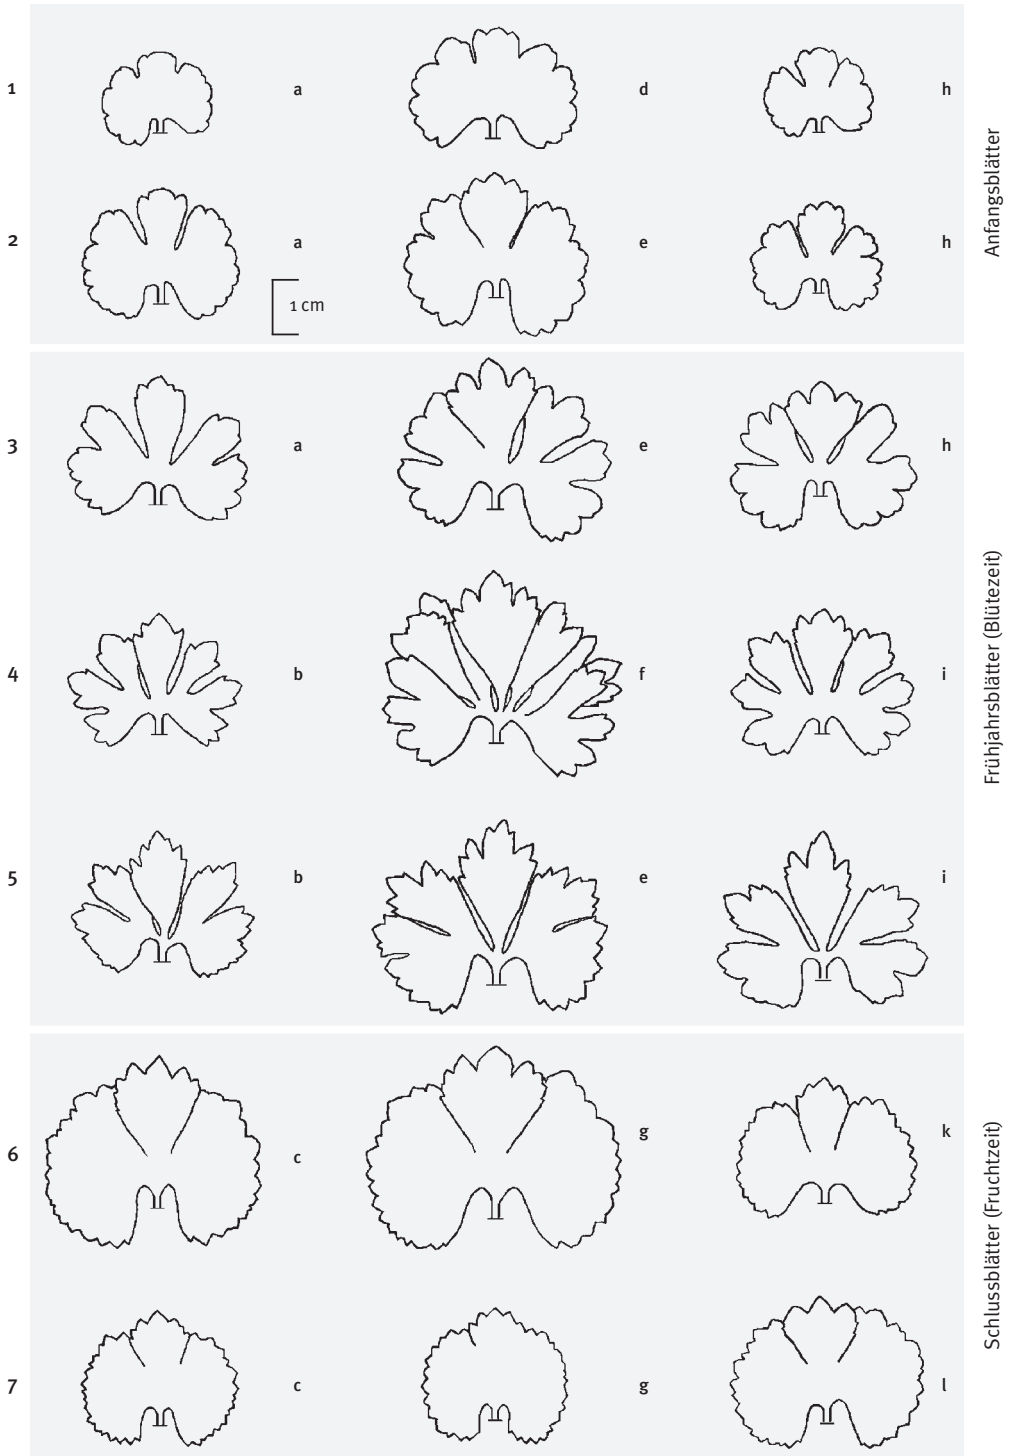 1 a d h
2 a e h
1 cm
Anfangsblätter
3 a e h
4 b f i
5 b e i
Frühjahrsblätter (Blütezeit)
6 c g k
7 c g l
Schlussblätter (Fruchtzeit)